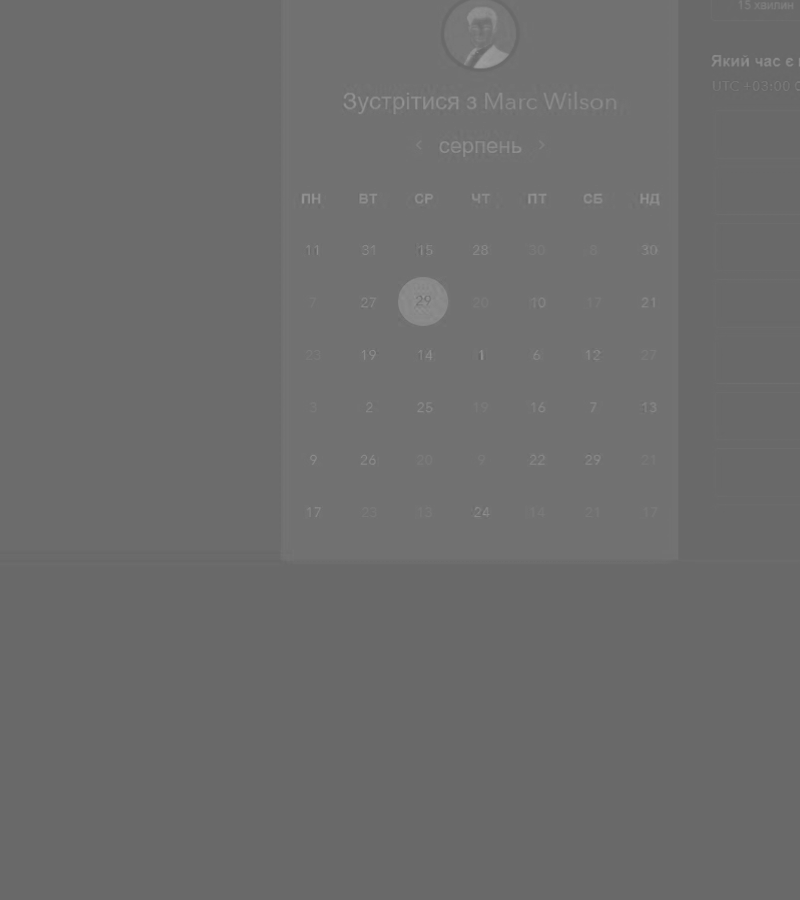 15 хвилин
Зустрітися з Marc Wilson
Який час є
UTC +03:00
серпень
ПН ВТ СР ЧТ ПТ СБ НД
11 31 15 28 30 8 30
7 27 29 20 10 17 21
23 19 14 1 6 12 27
3 2 25 19 16 7 13
9 26 20 9 22 29 21
17 23 13 24 14 21 17